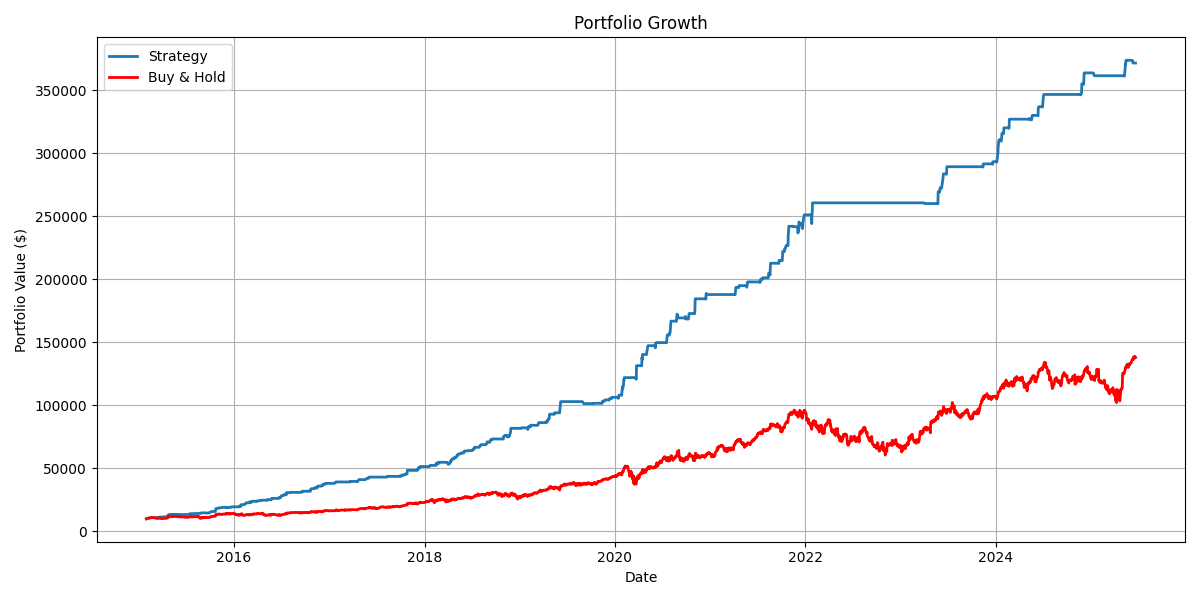 Portfolio Growth
Strategy
Buy & Hold
350000
300000
250000
200000
150000
100000
50000
0
Portfolio Value ($)
2016 2018 2020 2022 2024
Date